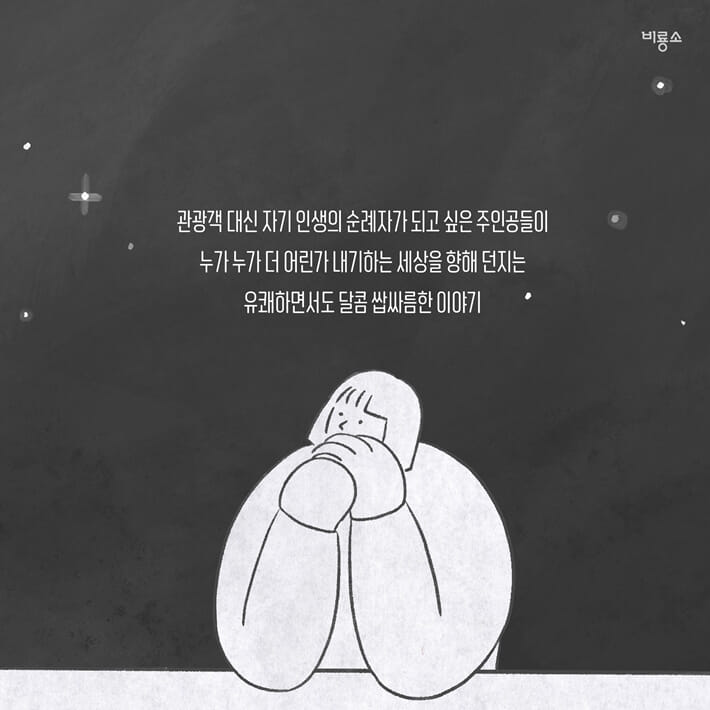 비룡소
관광객 대신 자기 인생의 순례자가 되고 싶은 주인공들이
누가 누가 더 어린가 내기하는 세상을 향해 던지는
유쾌하면서도 달콤 쌉싸름한 이야기